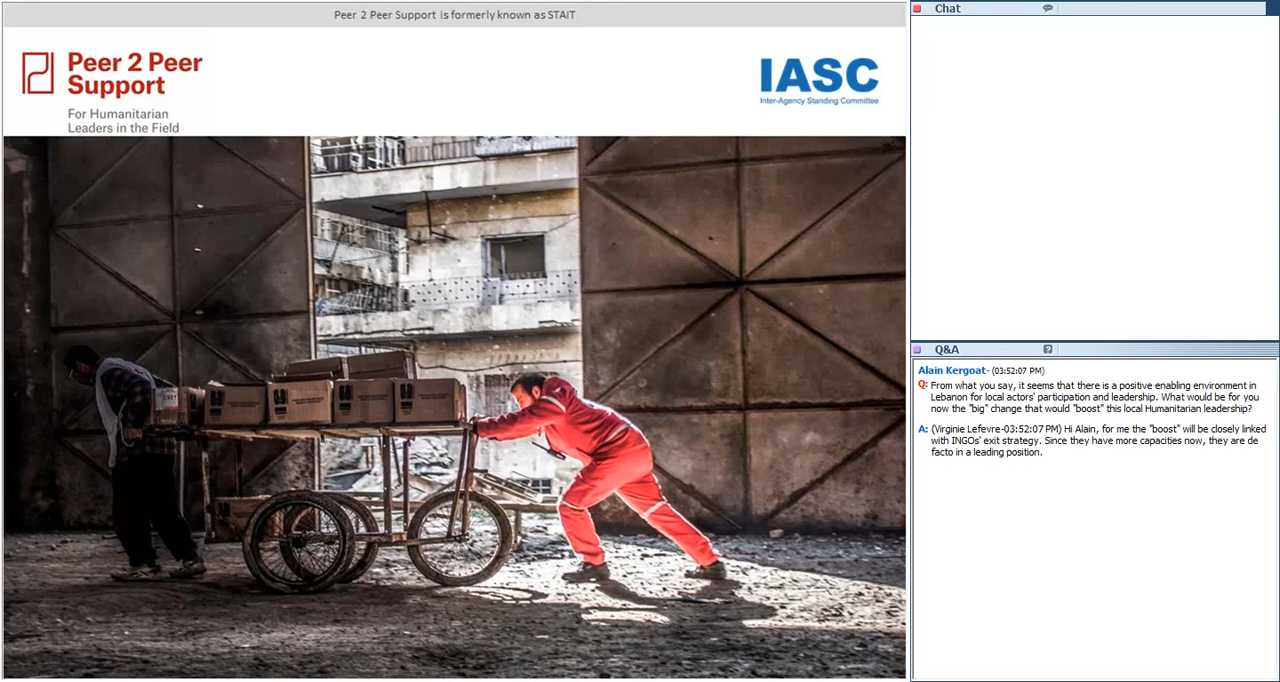 Peer 2 Peer Support is formerly known as STAIT
Peer 2 Peer
Support
For Humanitarian
Leaders in the Field
IASC
Inter-Agency Standing Committee
Chat
Q&A
Alain Kergoat- (03:52:07 PM)
Q: From what you say, it seems that there is a positive enabling environment in
Lebanon for local actors' participation and leadership. What would be for you
now the "big" change that would "boost" this local Humanitarian leadership?
A: (Virginie Lefevre-03:52:07 PM) Hi Alain, for me the "boost" will be closely linked
with INGOs' exit strategy. Since they have more capacities now, they are de
facto in a leading position.